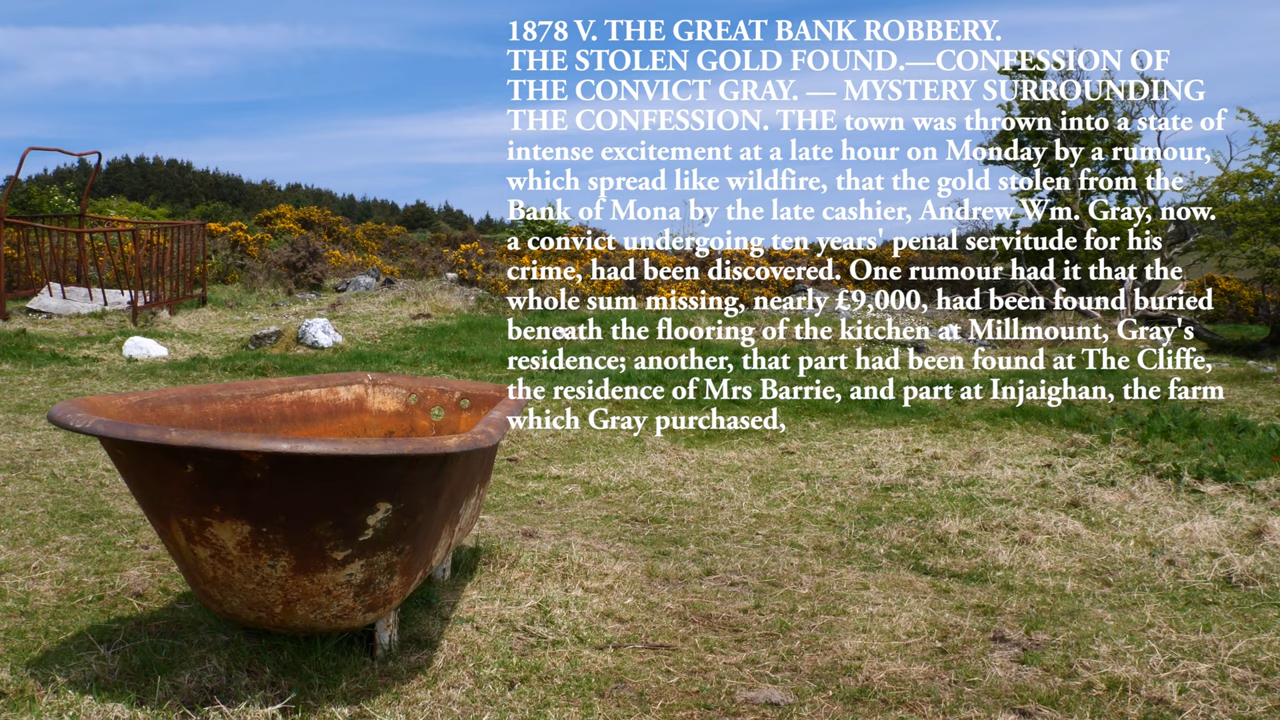 1878 V. THE GREAT BANK ROBBERY.
THE STOLEN GOLD FOUND.—CONFESSION OF
THE CONVICT GRAY. — MYSTERY SURROUNDING
THE CONFESSION. THE town was thrown into a state of
intense excitement at a late hour on Monday by a rumour,
which spread like wildfire, that the gold stolen from the
Bank of Mona by the late cashier, Andrew Wm. Gray, now.
a convict undergoing ten years' penal servitude for his
crime, had been discovered. One rumour had it that the
whole sum missing, nearly £9,000, had been found buried
beneath the flooring of the kitchen at Millmount, Gray's
residence; another, that part had been found at The Cliffe,
the residence of Mrs Barrie, and part at Injaighan, the farm
which Gray purchased,